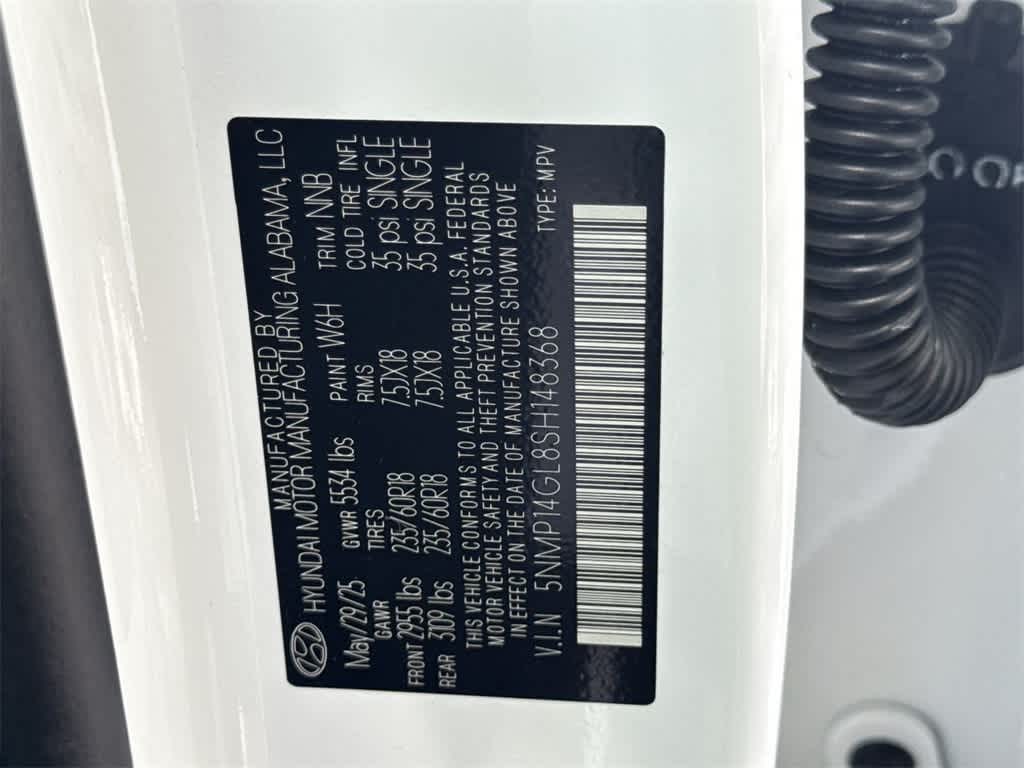 MANUFACTURED BY
HYUNDAI MOTOR MANUFACTURING ALABAMA, LLC
May/29/25 GVWR 5534 lbs PAINT W6H TRIM NNB
GAWR TIRES RIMS COLD TIRE INFL
FRONT 2955 lbs 235/60R18 7.5JX18 35 psi SINGLE
REAR 3109 lbs 235/60R18 7.5JX18 35 psi SINGLE
THIS VEHICLE CONFORMS TO ALL APPLICABLE U.S.A. FEDERAL
MOTOR VEHICLE SAFETY AND THEFT PREVENTION STANDARDS
IN EFFECT ON THE DATE OF MANUFACTURE SHOWN ABOVE
V.I.N 5NMP14GL8SH148368 TYPE: MPV